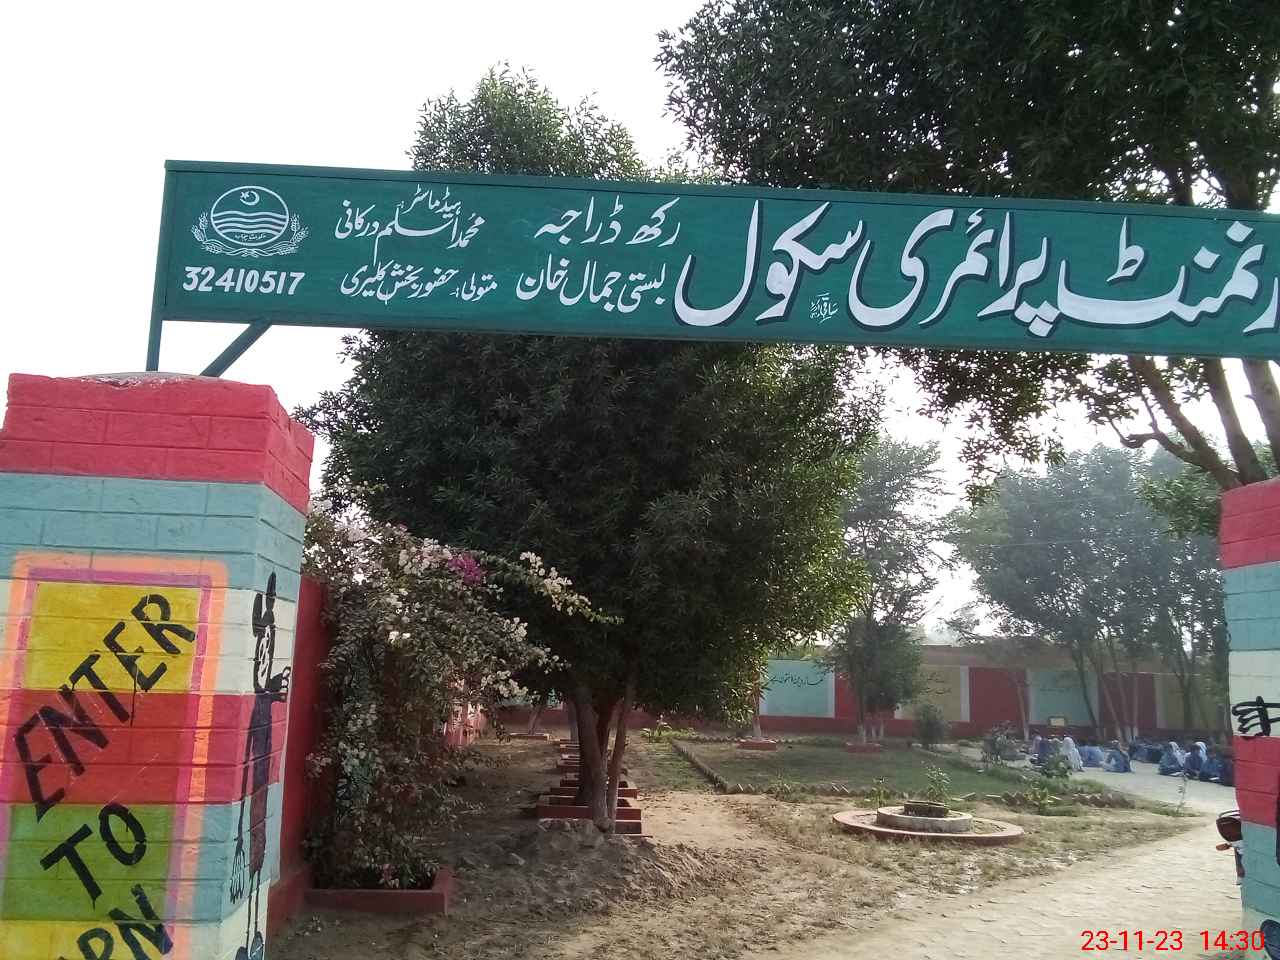 رنمنٹ پرائمری سکول
رکھ ڈراجہ
بستی جمال خان
ہیڈ ماسٹر
محمد اسلم درکانی
متولی: حضور بخش کلیری
32410517
ENTER
TO
ARN
23-11-23 14:30